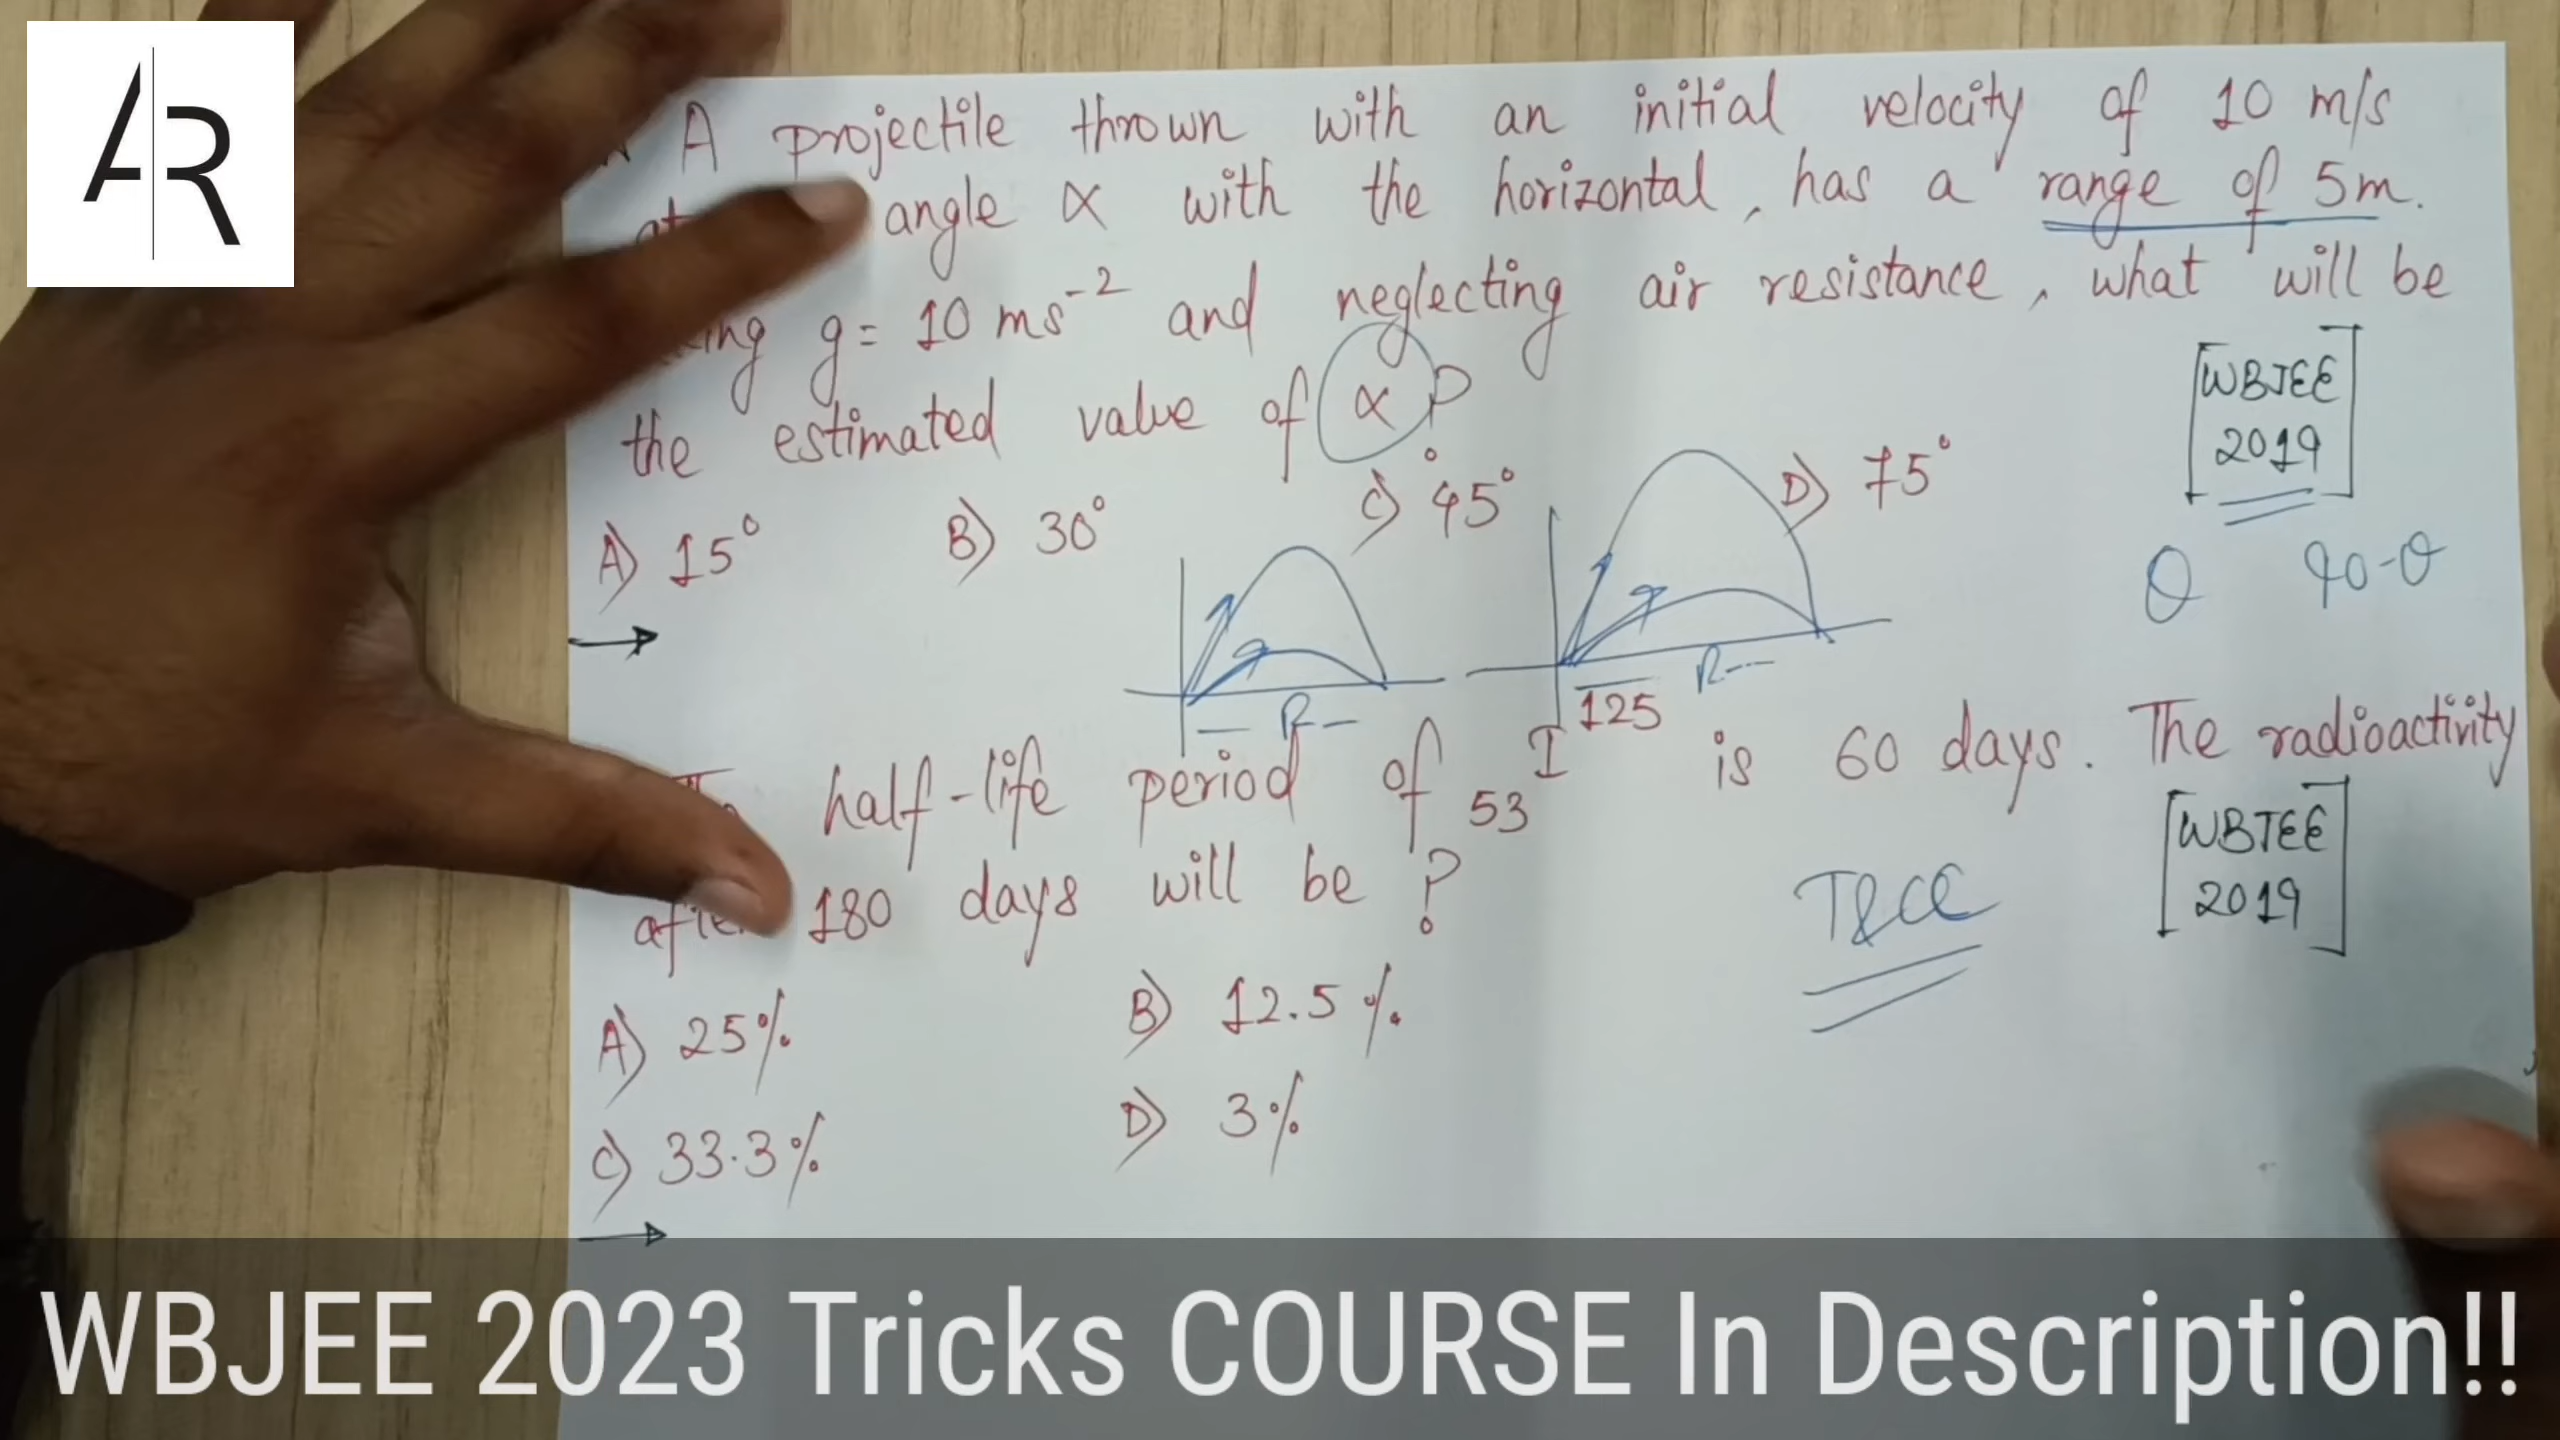 AR
A projectile thrown with an initial velocity of 10 m/s
angle α with the horizontal, has a range of 5m.
g = 10 ms⁻² and neglecting air resistance, what will be
the estimated value of α ?
[WBJEE
2019]
A) 15° B) 30° C) 45° D) 75°
θ 90-θ
R R
half-life period of ₅₃I¹²⁵ is 60 days. The radioactivity
after 180 days will be ?
[WBJEE
2019]
A) 25% B) 12.5%
C) 33.3% D) 3%
WBJEE 2023 Tricks COURSE In Description!!